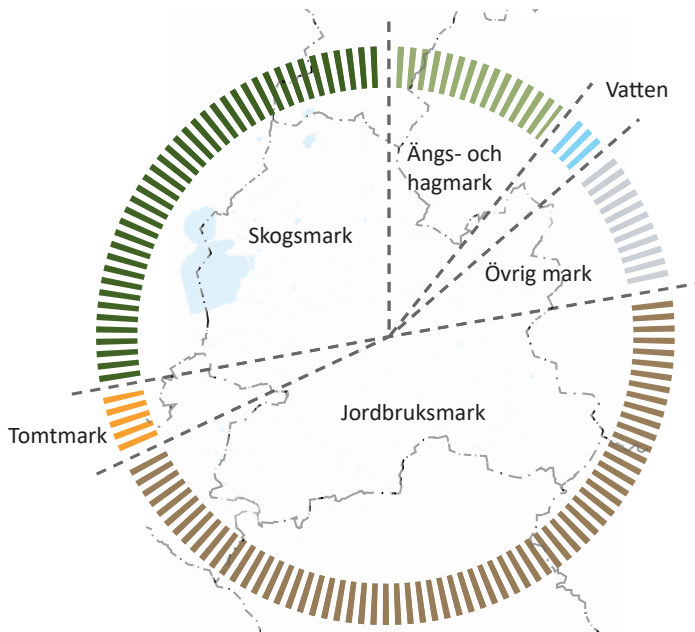 Vatten
Ängs- och
hagmark
Skogsmark
Övrig mark
Jordbruksmark
Tomtmark